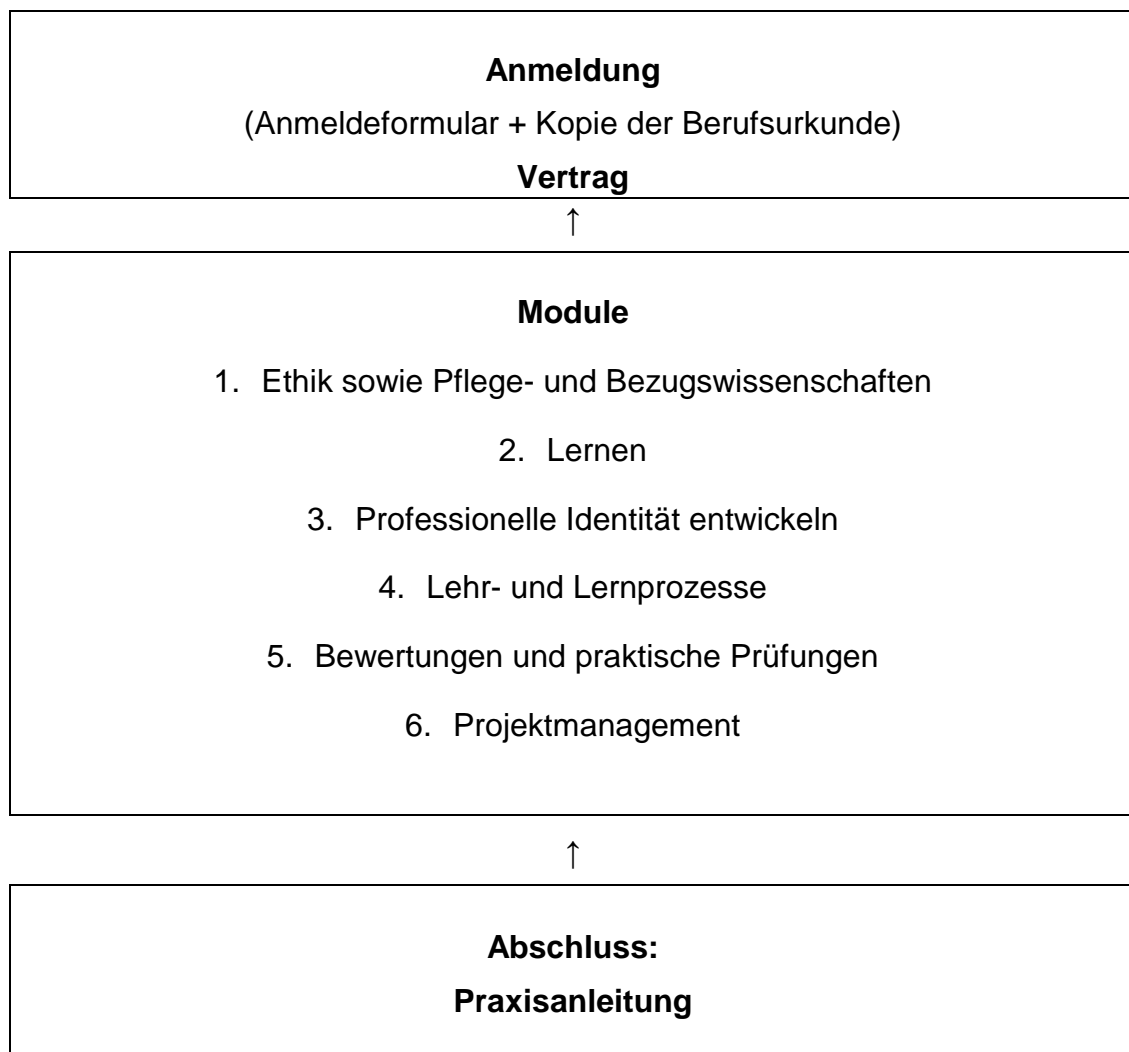 Anmeldung
(Anmeldeformular + Kopie der Berufsurkunde)
Vertrag
↑
Module
1. Ethik sowie Pflege- und Bezugswissenschaften
2. Lernen
3. Professionelle Identität entwickeln
4. Lehr- und Lernprozesse
5. Bewertungen und praktische Prüfungen
6. Projektmanagement
↑
Abschluss:
Praxisanleitung